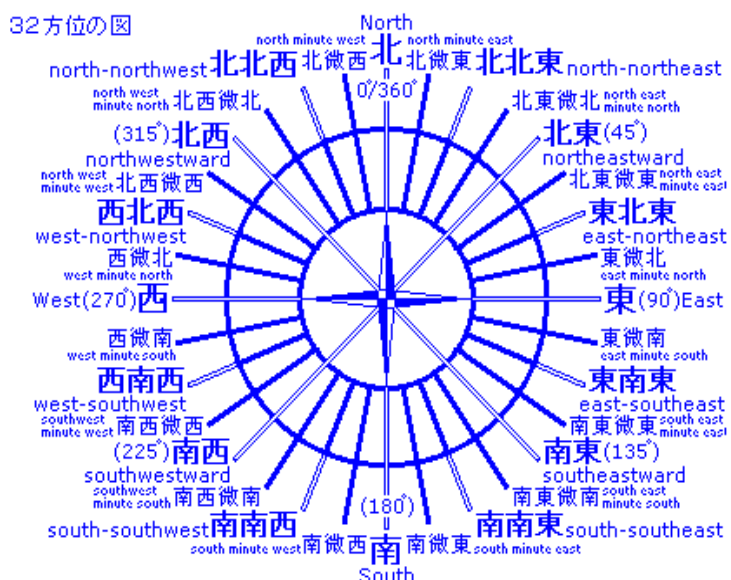 32方位の図
North
north minute west 北 north minute east
北微西 北微東
north-northwest 北北西 北北東 north-northeast
0°/360°
north west minute north 北西微北 北東微北 north east minute north
(315°)北西 北東(45°)
northwestward northeastward
north west minute west 北西微西 北東微東 north east minute east
西北西 東北東
west-northwest east-northeast
西微北 東微北
west minute north east minute north
West(270°)西 東(90°)East
西微南 東微南
west minute south east minute south
西南西 東南東
west-southwest east-southeast
southwest minute west 南西微西 南東微東 south east minute east
(225°)南西 南東(135°)
southwestward southeastward
southwest minute south 南西微南 南東微南 south east minute south
(180°)
south-southwest 南南西 南南東 south-southeast
south minute west 南微西 南 南微東 south minute east
South